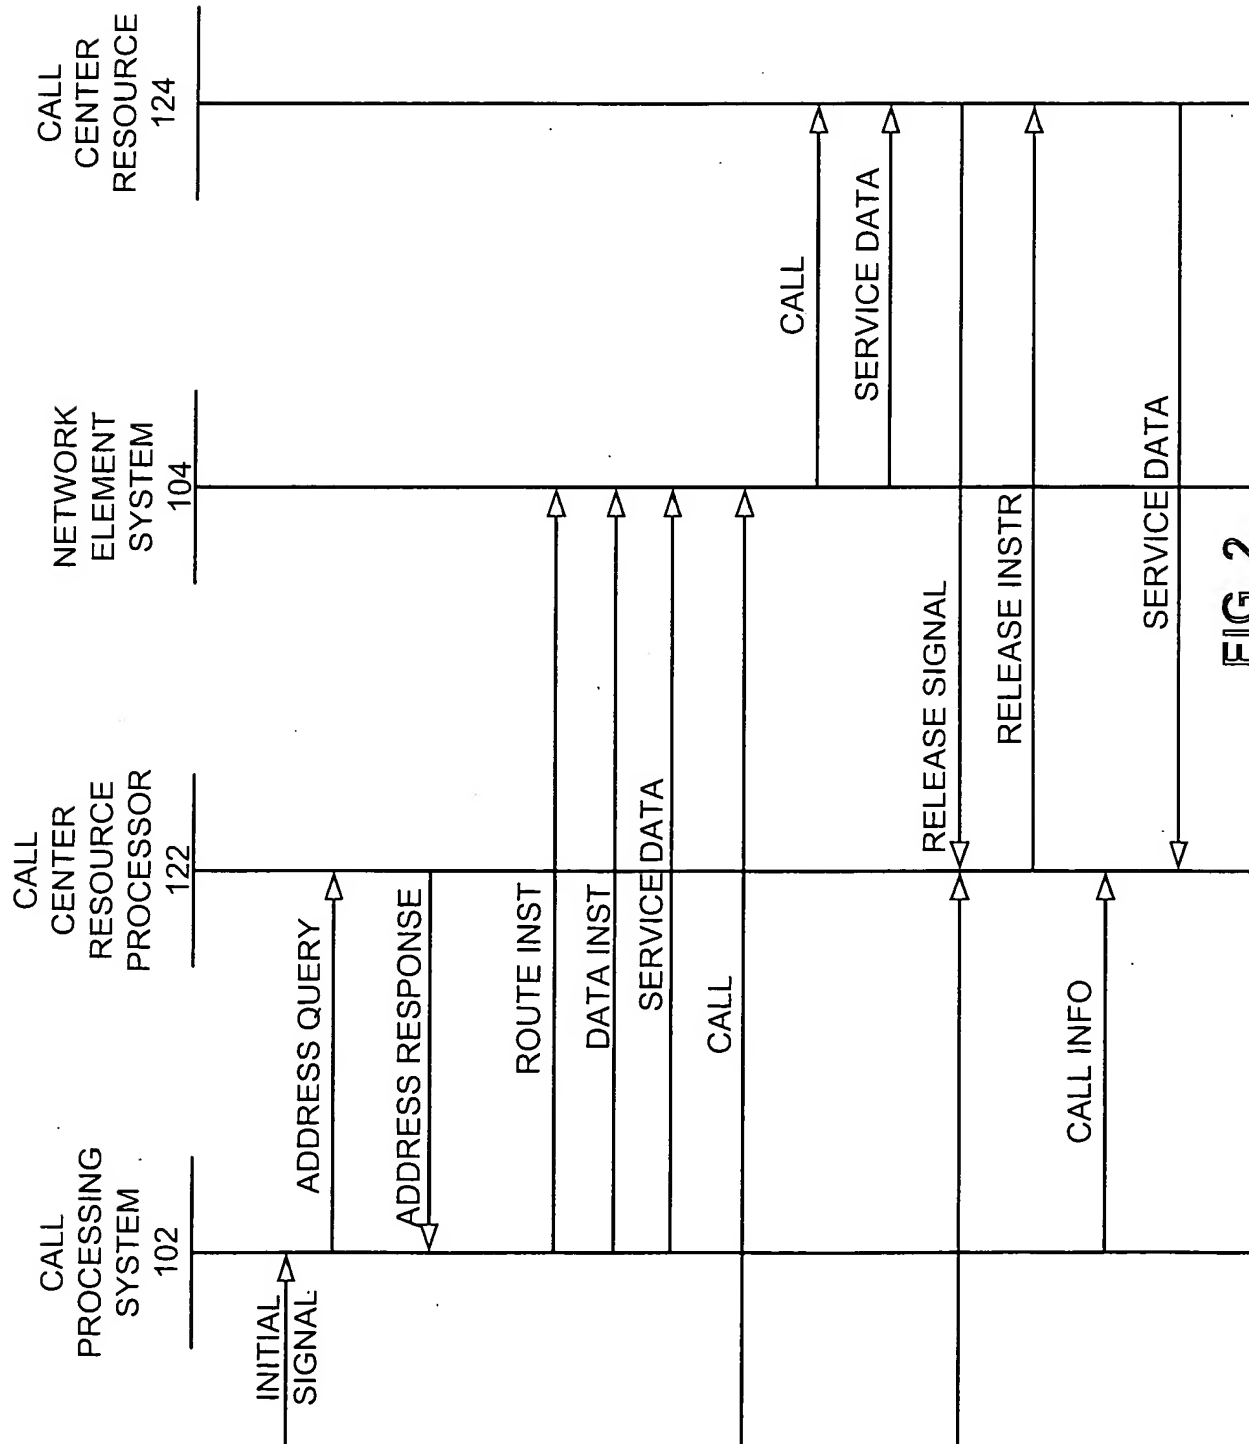 CALL
PROCESSING
SYSTEM
102
CALL
CENTER
RESOURCE
PROCESSOR
122
NETWORK
ELEMENT
SYSTEM
104
CALL
CENTER
RESOURCE
124
INITIAL
SIGNAL
ADDRESS QUERY
ADDRESS RESPONSE
ROUTE INST
DATA INST
SERVICE DATA
CALL
CALL
SERVICE DATA
RELEASE SIGNAL
RELEASE INSTR
CALL INFO
SERVICE DATA
FIG. 2